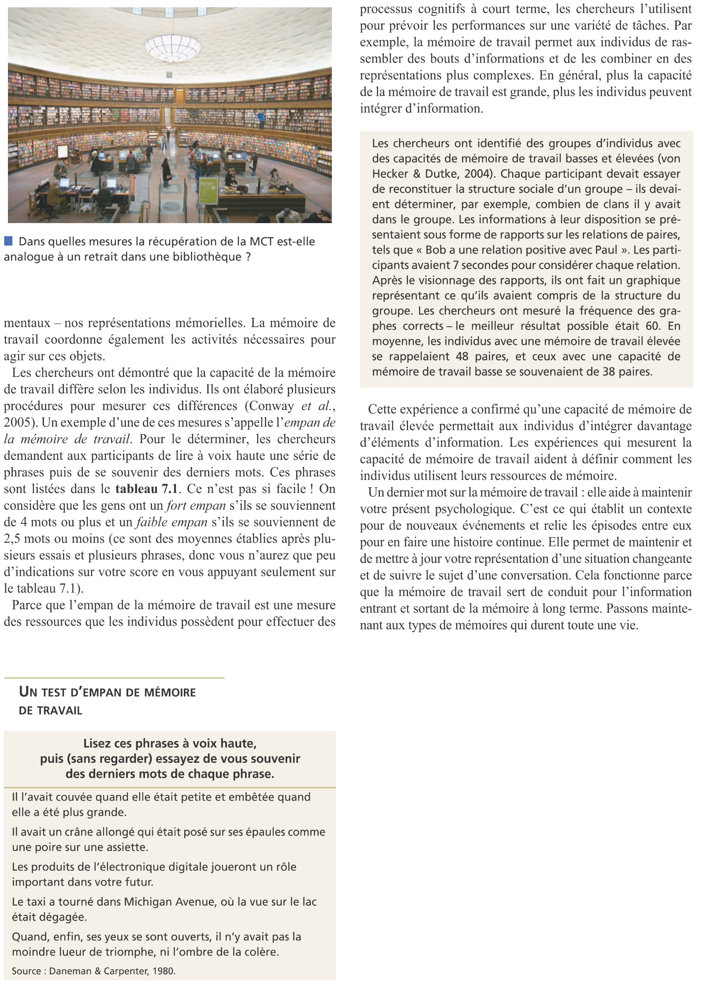 ■ Dans quelles mesures la récupération de la MCT est-elle
analogue à un retrait dans une bibliothèque ?
mentaux – nos représentations mémorielles. La mémoire de
travail coordonne également les activités nécessaires pour
agir sur ces objets.
Les chercheurs ont démontré que la capacité de la mémoire
de travail diffère selon les individus. Ils ont élaboré plusieurs
procédures pour mesurer ces différences (Conway et al.,
2005). Un exemple d’une de ces mesures s’appelle l’empan de
la mémoire de travail. Pour le déterminer, les chercheurs
demandent aux participants de lire à voix haute une série de
phrases puis de se souvenir des derniers mots. Ces phrases
sont listées dans le tableau 7.1. Ce n’est pas si facile ! On
considère que les gens ont un fort empan s’ils se souviennent
de 4 mots ou plus et un faible empan s’ils se souviennent de
2,5 mots ou moins (ce sont des moyennes établies après plu-
sieurs essais et plusieurs phrases, donc vous n’aurez que peu
d’indications sur votre score en vous appuyant seulement sur
le tableau 7.1).
Parce que l’empan de la mémoire de travail est une mesure
des ressources que les individus possèdent pour effectuer des
processus cognitifs à court terme, les chercheurs l’utilisent
pour prévoir les performances sur une variété de tâches. Par
exemple, la mémoire de travail permet aux individus de ras-
sembler des bouts d’informations et de les combiner en des
représentations plus complexes. En général, plus la capacité
de la mémoire de travail est grande, plus les individus peuvent
intégrer d’information.
Les chercheurs ont identifié des groupes d’individus avec
des capacités de mémoire de travail basses et élevées (von
Hecker & Dutke, 2004). Chaque participant devait essayer
de reconstituer la structure sociale d’un groupe – ils devai-
ent déterminer, par exemple, combien de clans il y avait
dans le groupe. Les informations à leur disposition se pré-
sentaient sous forme de rapports sur les relations de paires,
tels que « Bob a une relation positive avec Paul ». Les parti-
cipants avaient 7 secondes pour considérer chaque relation.
Après le visionnage des rapports, ils ont fait un graphique
représentant ce qu’ils avaient compris de la structure du
groupe. Les chercheurs ont mesuré la fréquence des gra-
phes corrects – le meilleur résultat possible était 60. En
moyenne, les individus avec une mémoire de travail élevée
se rappelaient 48 paires, et ceux avec une capacité de
mémoire de travail basse se souvenaient de 38 paires.
Cette expérience a confirmé qu’une capacité de mémoire de
travail élevée permettait aux individus d’intégrer davantage
d’éléments d’information. Les expériences qui mesurent la
capacité de mémoire de travail aident à définir comment les
individus utilisent leurs ressources de mémoire.
Un dernier mot sur la mémoire de travail : elle aide à maintenir
votre présent psychologique. C’est ce qui établit un contexte
pour de nouveaux événements et relie les épisodes entre eux
pour en faire une histoire continue. Elle permet de maintenir et
de mettre à jour votre représentation d’une situation changeante
et de suivre le sujet d’une conversation. Cela fonctionne parce
que la mémoire de travail sert de conduit pour l’information
entrant et sortant de la mémoire à long terme. Passons mainte-
nant aux types de mémoires qui durent toute une vie.
UN TEST D’EMPAN DE MÉMOIRE
DE TRAVAIL
Lisez ces phrases à voix haute,
puis (sans regarder) essayez de vous souvenir
des derniers mots de chaque phrase.
Il l’avait couvée quand elle était petite et embêtée quand
elle a été plus grande.
Il avait un crâne allongé qui était posé sur ses épaules comme
une poire sur une assiette.
Les produits de l’électronique digitale joueront un rôle
important dans votre futur.
Le taxi a tourné dans Michigan Avenue, où la vue sur le lac
était dégagée.
Quand, enfin, ses yeux se sont ouverts, il n’y avait pas la
moindre lueur de triomphe, ni l’ombre de la colère.
Source : Daneman & Carpenter, 1980.